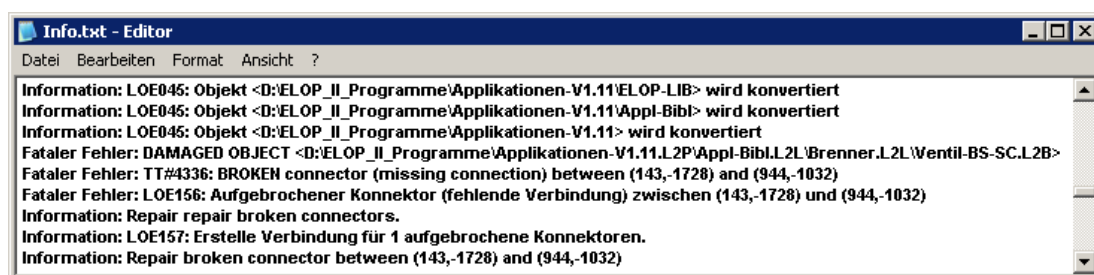 Info.txt - Editor
Datei Bearbeiten Format Ansicht ?
Information: LOE045: Objekt <D:\ELOP_II_Programme\Applikationen-V1.11\ELOP-LIB> wird konvertiert
Information: LOE045: Objekt <D:\ELOP_II_Programme\Applikationen-V1.11\Appl-Bibl> wird konvertiert
Information: LOE045: Objekt <D:\ELOP_II_Programme\Applikationen-V1.11> wird konvertiert
Fataler Fehler: DAMAGED OBJECT <D:\ELOP_II_Programme\Applikationen-V1.11.L2P\Appl-Bibl.L2L\Brenner.L2L\Ventil-BS-SC.L2B>
Fataler Fehler: TT#4336: BROKEN connector (missing connection) between (143,-1728) and (944,-1032)
Fataler Fehler: LOE156: Aufgebrochener Konnektor (fehlende Verbindung) zwischen (143,-1728) und (944,-1032)
Information: Repair repair broken connectors.
Information: LOE157: Erstelle Verbindung für 1 aufgebrochene Konnektoren.
Information: Repair broken connector between (143,-1728) and (944,-1032)